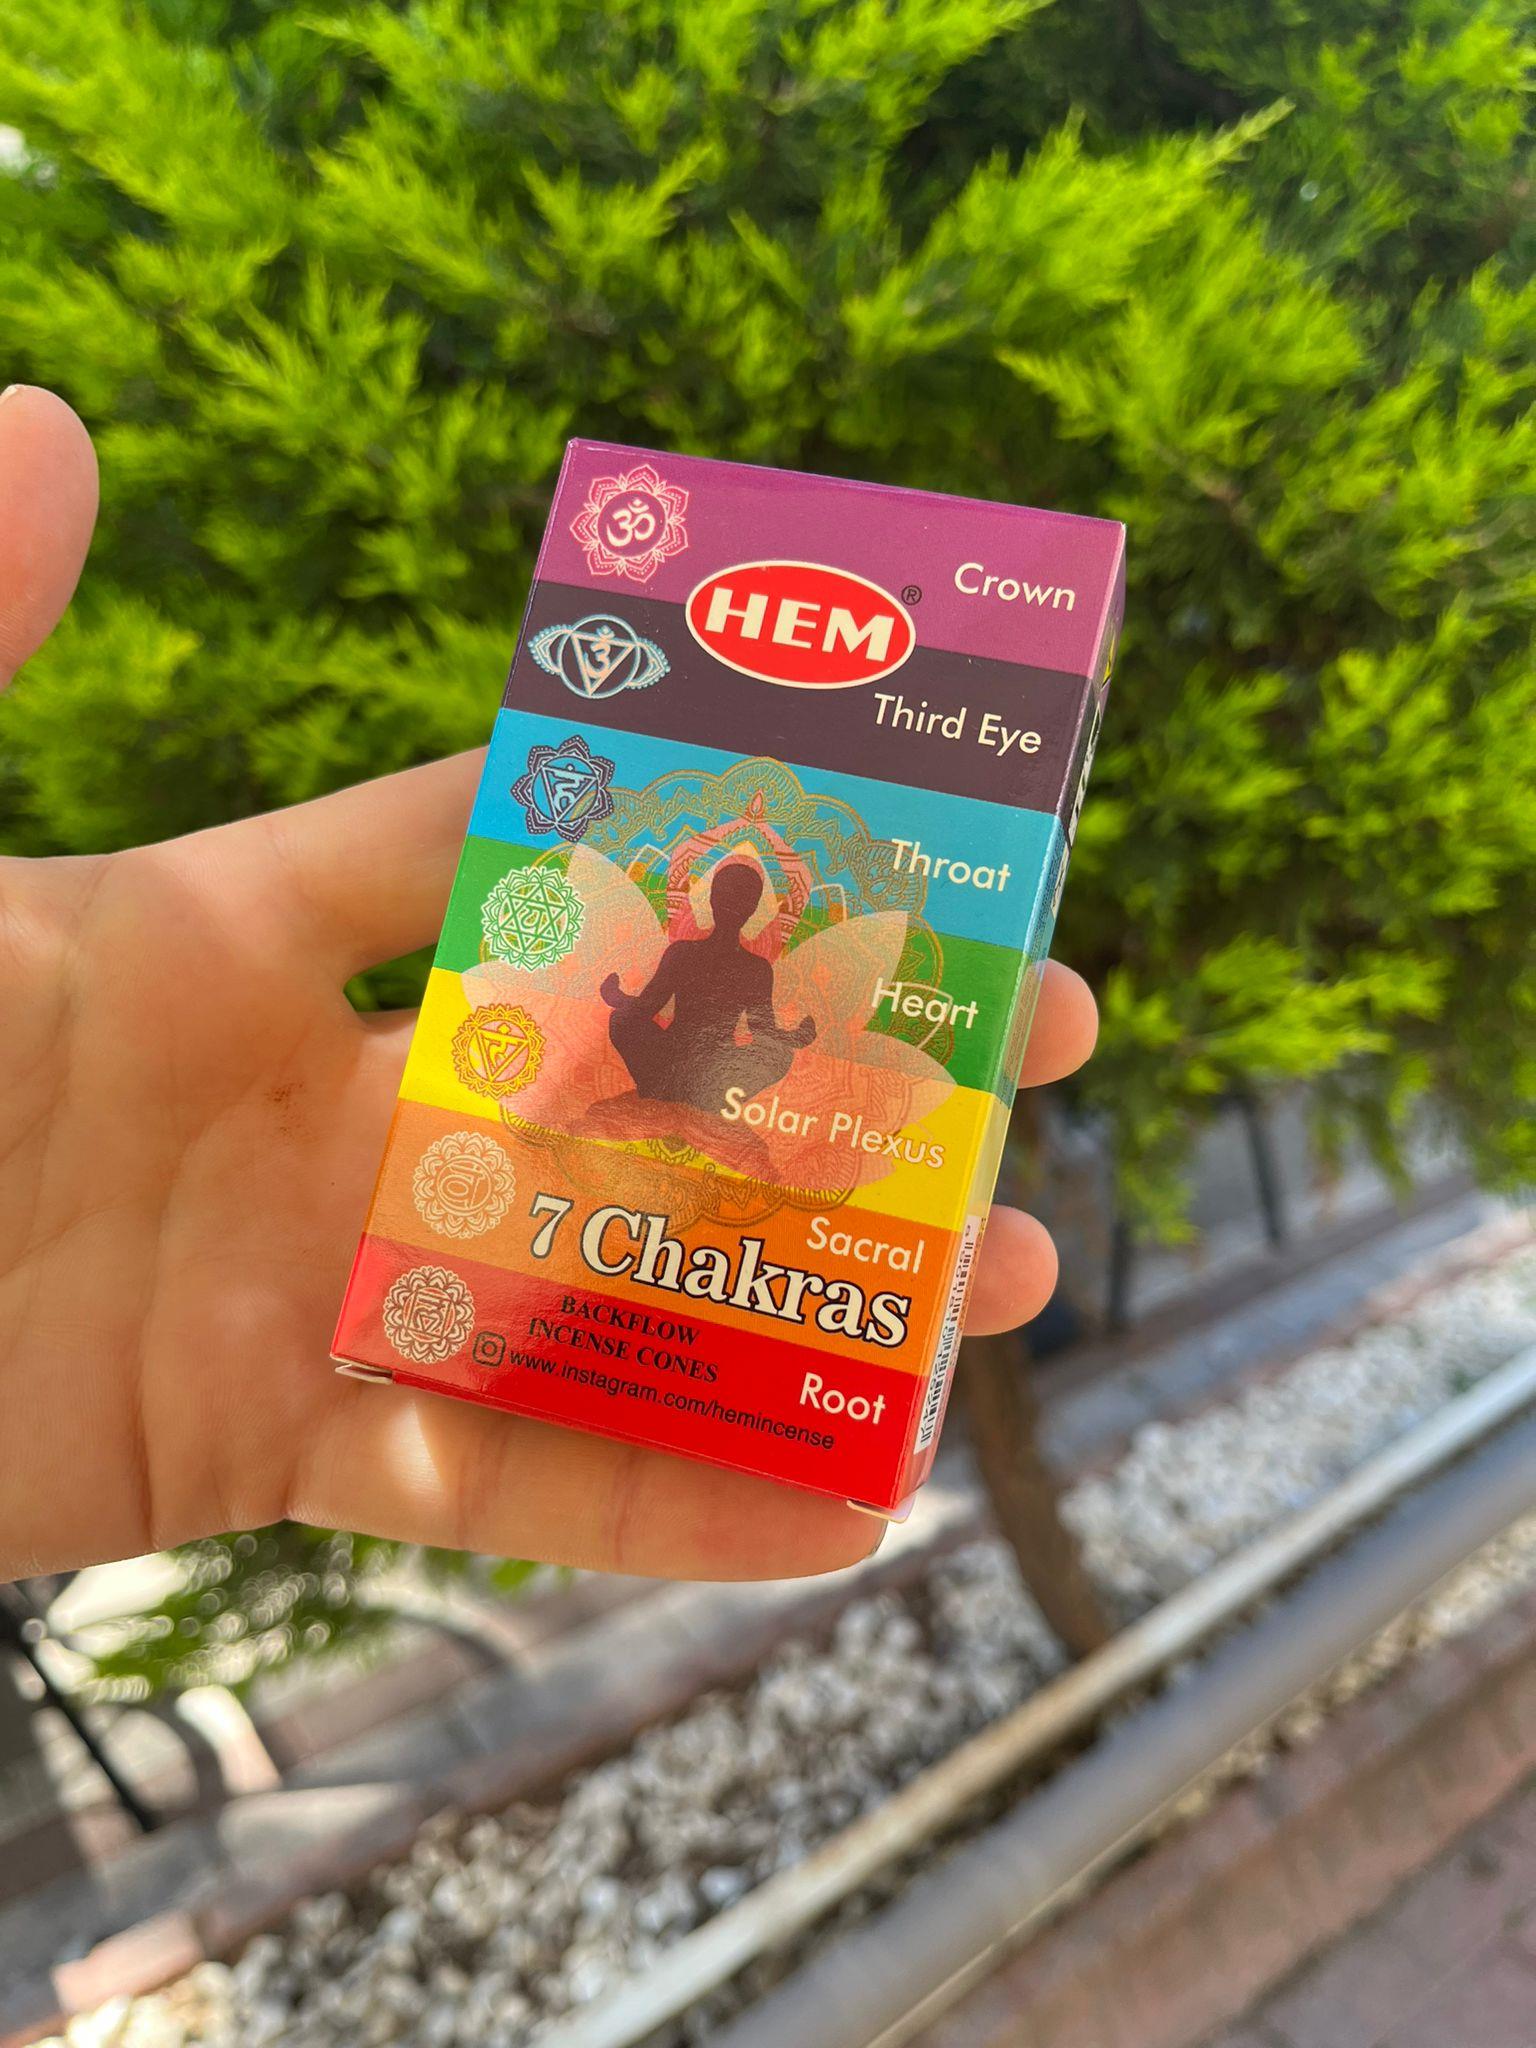 Crown
HEM®
Third Eye
Throat
Heart
Solar Plexus
Sacral
7 Chakras
BACKFLOW
INCENSE CONES
www.instagram.com/hemincense
Root